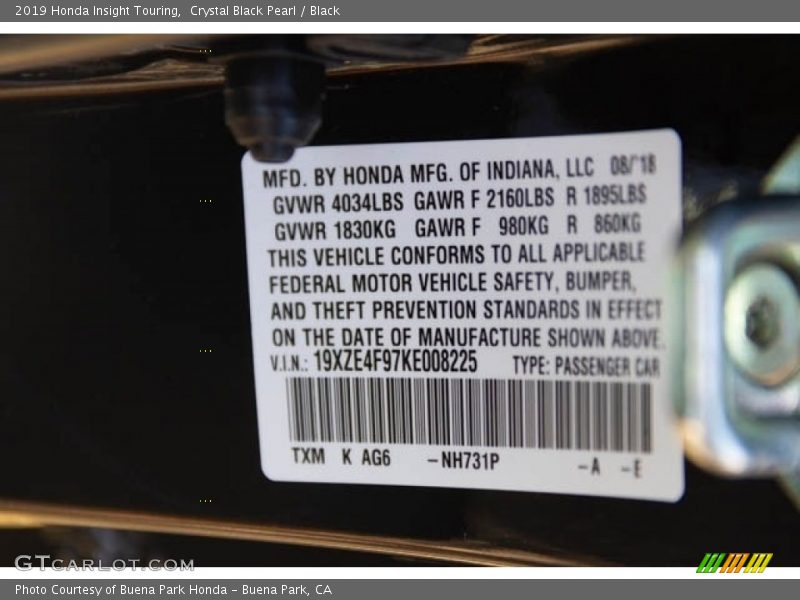 2019 Honda Insight Touring,  Crystal Black Pearl / Black
MFD. BY HONDA MFG. OF INDIANA, LLC 08/'18
GVWR 4034LBS GAWR F 2160LBS R 1895LBS
GVWR 1830KG GAWR F 980KG R 860KG
THIS VEHICLE CONFORMS TO ALL APPLICABLE
FEDERAL MOTOR VEHICLE SAFETY, BUMPER,
AND THEFT PREVENTION STANDARDS IN EFFECT
ON THE DATE OF MANUFACTURE SHOWN ABOVE.
V.I.N.: 19XZE4F97KE008225 TYPE: PASSENGER CAR
TXM K AG6 -NH731P -A -E
GTCARLOT.COM
Photo Courtesy of Buena Park Honda - Buena Park, CA